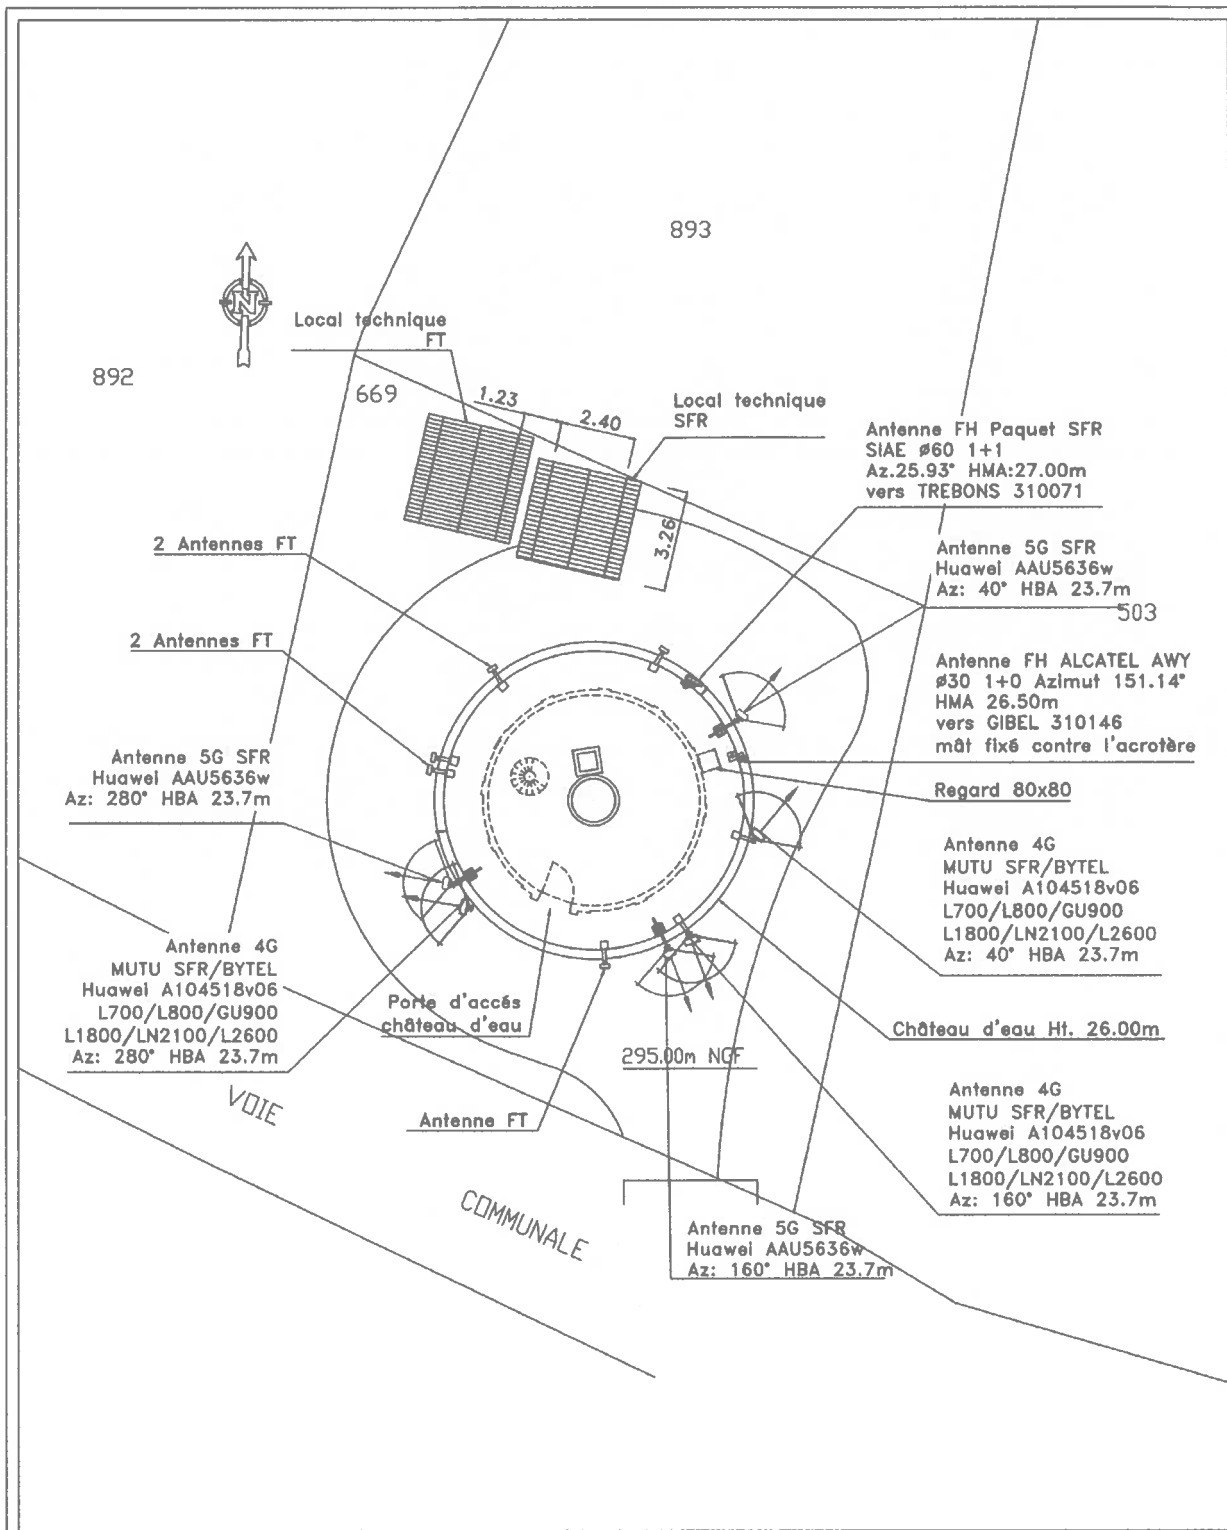 893
N
Local technique
FT
892
669
1.23
2.40
Local technique
SFR
3.26
Antenne FH Paquet SFR
SIAE ø60 1+1
Az.25.93° HMA:27.00m
vers TREBONS 310071
2 Antennes FT
Antenne 5G SFR
Huawei AAU5636w
Az: 40° HBA 23.7m
503
2 Antennes FT
Antenne FH ALCATEL AWY
ø30 1+0 Azimut 151.14°
HMA 26.50m
vers GIBEL 310146
mât fixé contre l'acrotère
Antenne 5G SFR
Huawei AAU5636w
Az: 280° HBA 23.7m
Regard 80x80
Antenne 4G
MUTU SFR/BYTEL
Huawei A104518v06
L700/L800/GU900
L1800/LN2100/L2600
Az: 40° HBA 23.7m
Antenne 4G
MUTU SFR/BYTEL
Huawei A104518v06
L700/L800/GU900
L1800/LN2100/L2600
Az: 280° HBA 23.7m
Porte d'accés
château d'eau
Château d'eau Ht. 26.00m
295.00m NGF
VOIE
COMMUNALE
Antenne FT
Antenne 4G
MUTU SFR/BYTEL
Huawei A104518v06
L700/L800/GU900
L1800/LN2100/L2600
Az: 160° HBA 23.7m
Antenne 5G SFR
Huawei AAU5636w
Az: 160° HBA 23.7m